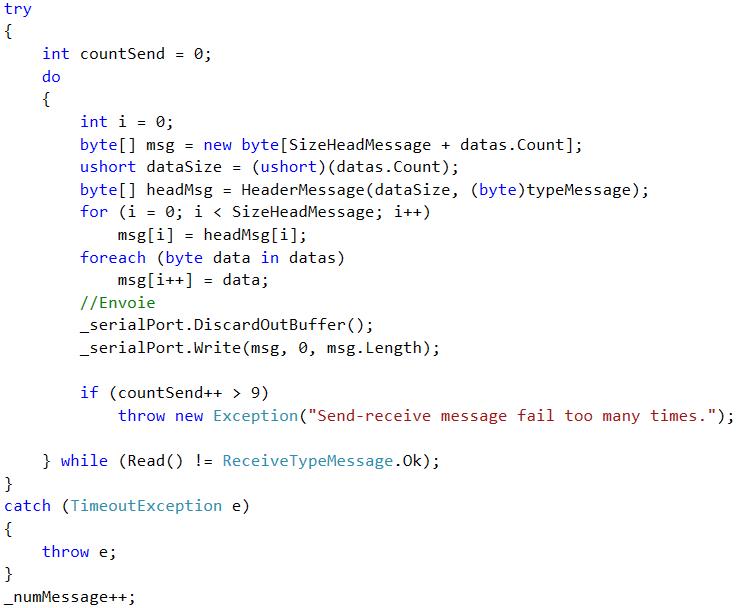 try
{
    int countSend = 0;
    do
    {
        int i = 0;
        byte[] msg = new byte[SizeHeadMessage + datas.Count];
        ushort dataSize = (ushort)(datas.Count);
        byte[] headMsg = HeaderMessage(dataSize, (byte)typeMessage);
        for (i = 0; i < SizeHeadMessage; i++)
            msg[i] = headMsg[i];
        foreach (byte data in datas)
            msg[i++] = data;
        //Envoie
        _serialPort.DiscardOutBuffer();
        _serialPort.Write(msg, 0, msg.Length);

        if (countSend++ > 9)
            throw new Exception("Send-receive message fail too many times.");

    } while (Read() != ReceiveTypeMessage.Ok);
}
catch (TimeoutException e)
{
    throw e;
}
_numMessage++;